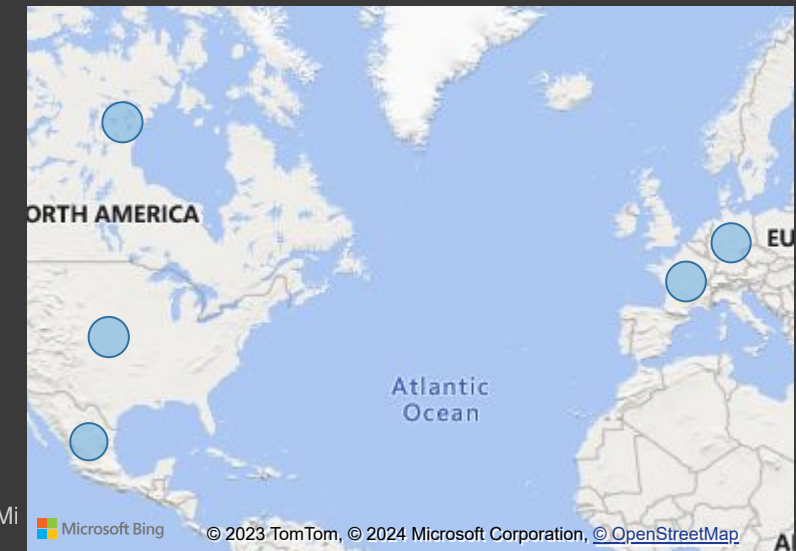 ORTH AMERICA
EU
Atlantic
Ocean
Mi
Microsoft Bing
© 2023 TomTom, © 2024 Microsoft Corporation, © OpenStreetMap
A